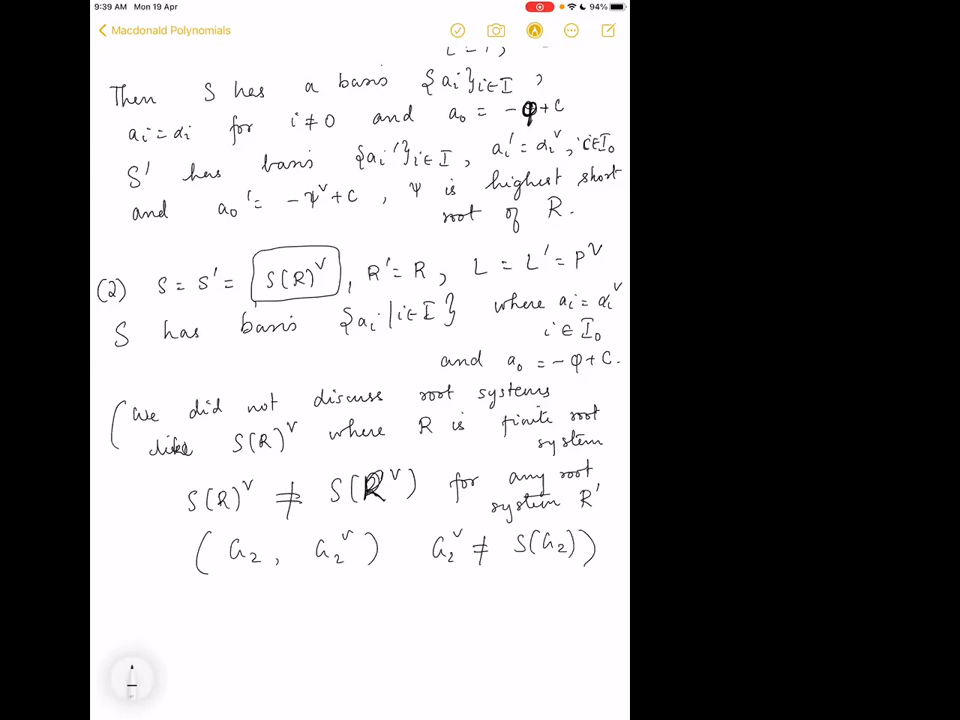 9:39 AM Mon 19 Apr 94%
Macdonald Polynomials
Then S has a basis {ai}i∈I,
ai = αi for i ≠ 0 and a0 = -φ + c
S' has basis {ai'}i∈I, ai' = αi^∨, i∈I0
and a0' = -ψ^∨ + c, ψ is highest short
root of R.
(2) S = S' = S(R)^∨, R' = R, L = L' = P^∨
S has basis {ai | i∈I} where ai = αi^∨
i∈I0
and a0 = -φ + c.
(We did not discuss root systems
like S(R)^∨ where R is finite root
system
S(R)^∨ ≠ S(R^∨) for any root
system R'
(G2, G2^∨) G2^∨ ≠ S(G2))